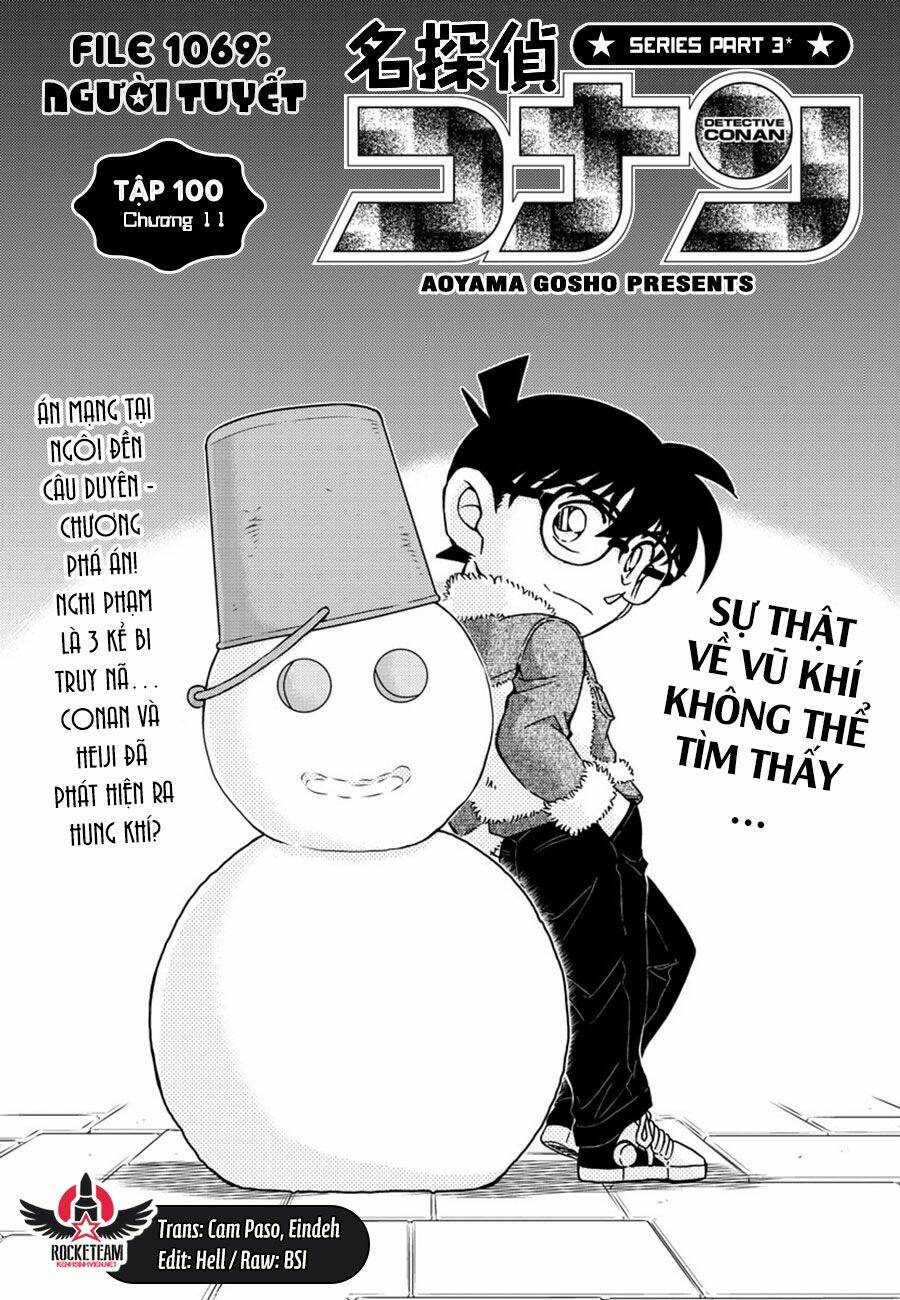 FILE 1069:
NGƯỜI TUYẾT
TẬP 100
Chương 11
名探偵
★ SERIES PART 3* ★
コナン
DETECTIVE
CONAN
AOYAMA GOSHO PRESENTS
ÁN MẠNG TẠI
NGÔI ĐỀN
CẦU DUYÊN -
CHƯƠNG
PHÁ ÁN!
NGHI PHẠM
LÀ 3 KẺ BI
TRUY NÃ...
CONAN VÀ
HEIJI ĐÃ
PHÁT HIỆN RA
HUNG KHÍ?
SỰ THẬT
VỀ VŨ KHÍ
KHÔNG THỂ
TÌM THẤY
...
ROCKETEAM
KENHSINHVIEN.NET
Trans: Cam Paso, Eindeh
Edit: Hell / Raw: BSI